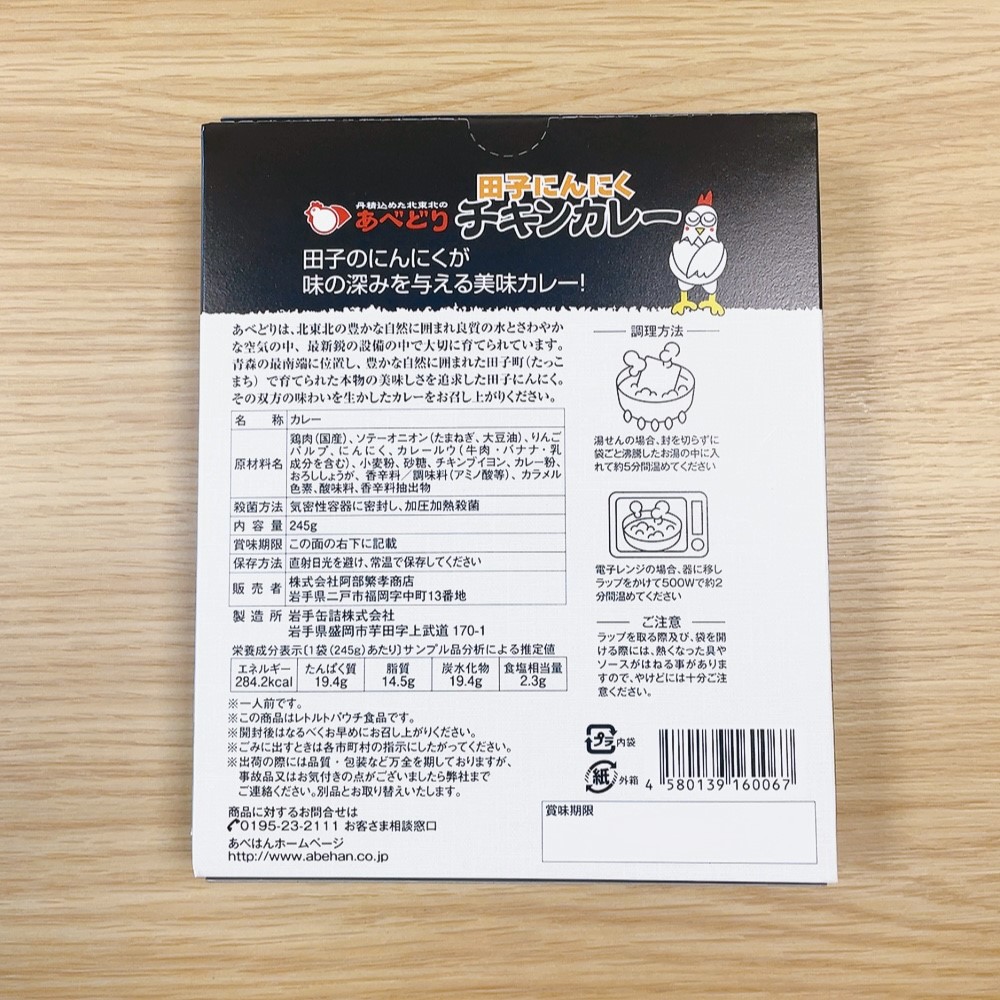 田子にんにく
丹精込めた北東北の
あべどり チキンカレー
田子のにんにくが
味の深みを与える美味カレー!
あべどりは、北東北の豊かな自然に囲まれ良質の水とさわやか
な空気の中、最新鋭の設備の中で大切に育てられています。
青森の最南端に位置し、豊かな自然に囲まれた田子町(たっこ
まち)で育てられた本物の美味しさを追求した田子にんにく。
その双方の味わいを生かしたカレーをお召し上がりください。
名 称 カレー
原材料名 鶏肉(国産)、ソテーオニオン(たまねぎ、大豆油)、りんご
パルプ、にんにく、カレールウ(牛肉・バナナ・乳
成分を含む)、小麦粉、砂糖、チキンブイヨン、カレー粉、
おろししょうが、香辛料/調味料(アミノ酸等)、カラメル
色素、酸味料、香辛料抽出物
殺菌方法 気密性容器に密封し、加圧加熱殺菌
内容量 245g
賞味期限 この面の右下に記載
保存方法 直射日光を避け、常温で保存してください
販売者 株式会社阿部繁孝商店
岩手県二戸市福岡字中町13番地
製造所 岩手缶詰株式会社
岩手県盛岡市芋田字上武道 170-1
栄養成分表示〔1袋(245g)あたり〕サンプル品分析による推定値
エネルギー たんぱく質 脂質 炭水化物 食塩相当量
284.2kcal 19.4g 14.5g 19.4g 2.3g
※一人前です。
※この商品はレトルトパウチ食品です。
※開封後はなるべくお早めにお召し上がりください。
※ごみに出すときは各市町村の指示にしたがってください。
※出荷の際には品質・包装など万全を期しておりますが、
事故品又はお気付きの点がございましたら弊社まで
ご連絡ください。別品とお取り替えいたします。
商品に対するお問合せは
0195-23-2111 お客さま相談窓口
あべはんホームページ
http://www.abehan.co.jp
調理方法
湯せんの場合、封を切らずに
袋ごと沸騰したお湯の中に入
れて約5分間温めてください
電子レンジの場合、器に移し
ラップをかけて500Wで約2
分間温めてください
ご注意
ラップを取る際及び、袋を開
ける際には、熱くなった具や
ソースがはねる事がありま
すので、やけどには十分ご注
意ください。
プラ 内袋
紙 外箱
4 580139 160067
賞味期限